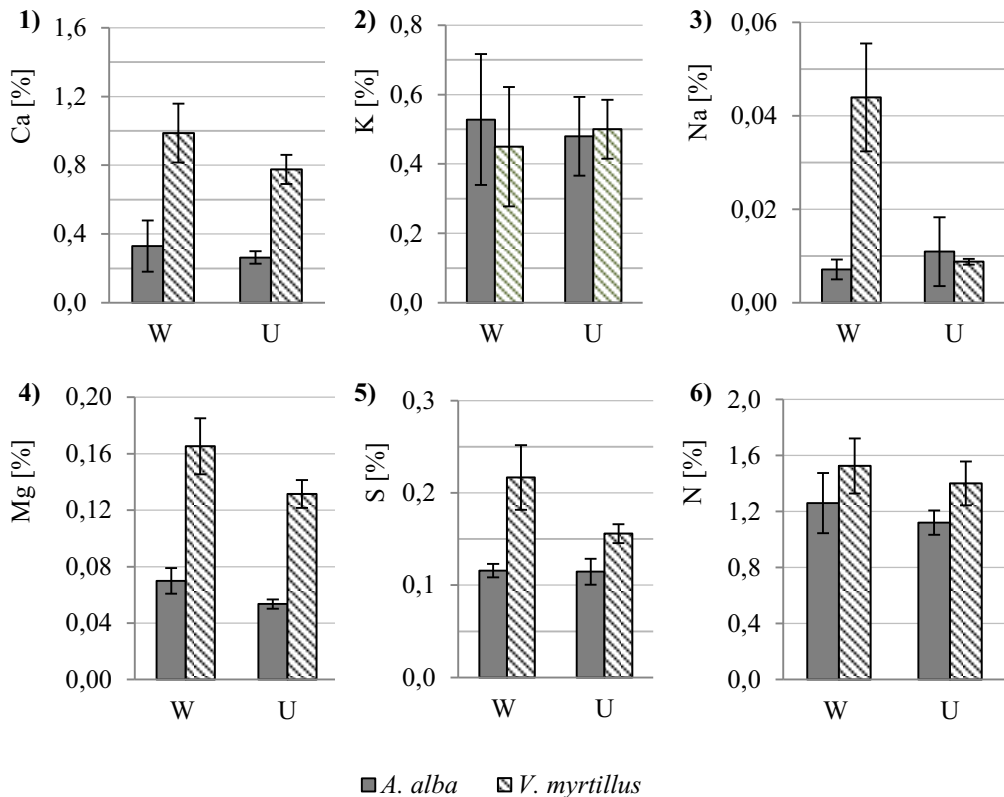 1)
Ca [%]
1,6
1,2
0,8
0,4
0,0
W U
2)
K [%]
0,8
0,6
0,4
0,2
0,0
W U
3)
Na [%]
0,06
0,04
0,02
0,00
W U
4)
Mg [%]
0,20
0,16
0,12
0,08
0,04
0,00
W U
5)
S [%]
0,3
0,2
0,1
0,0
W U
6)
N [%]
2,0
1,6
1,2
0,8
0,4
0,0
W U
A. alba V. myrtillus